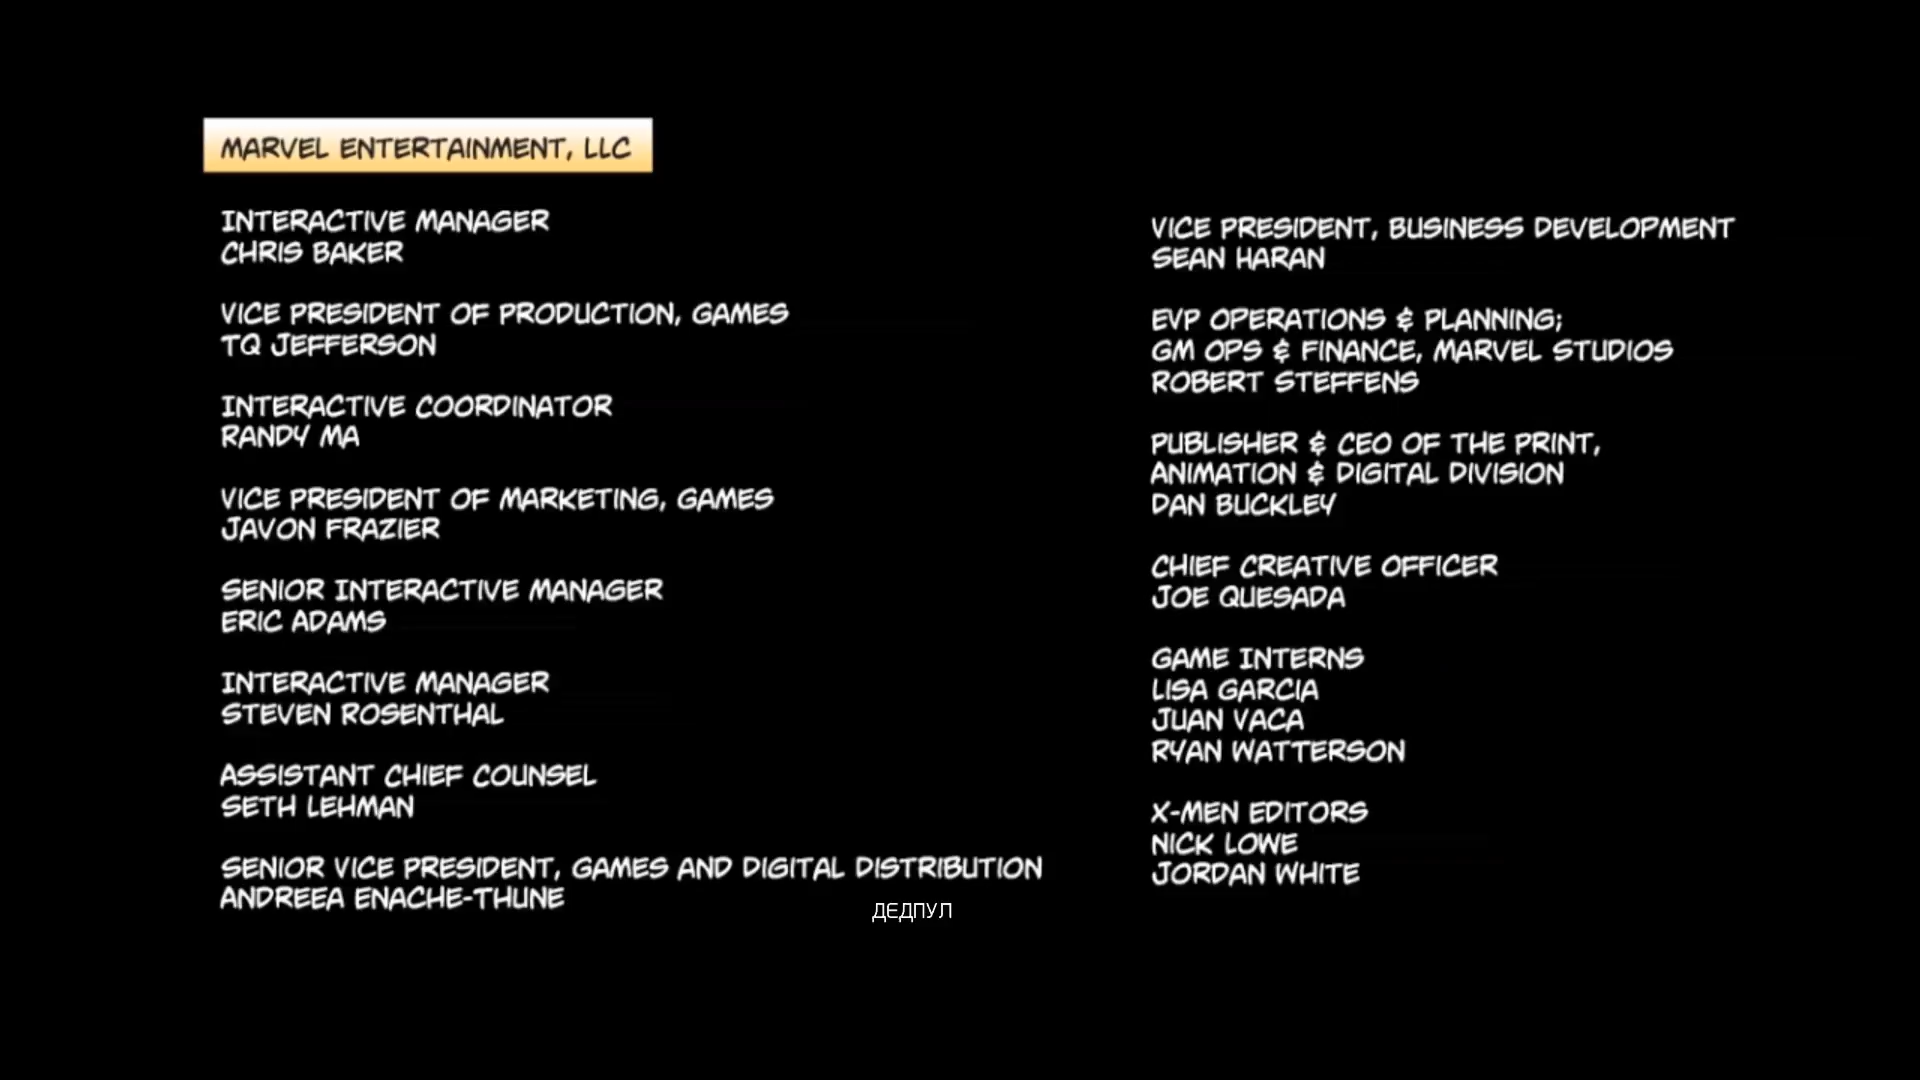 MARVEL ENTERTAINMENT, LLC
INTERACTIVE MANAGER
CHRIS BAKER
VICE PRESIDENT OF PRODUCTION, GAMES
TQ JEFFERSON
INTERACTIVE COORDINATOR
RANDY MA
VICE PRESIDENT OF MARKETING, GAMES
JAVON FRAZIER
SENIOR INTERACTIVE MANAGER
ERIC ADAMS
INTERACTIVE MANAGER
STEVEN ROSENTHAL
ASSISTANT CHIEF COUNSEL
SETH LEHMAN
SENIOR VICE PRESIDENT, GAMES AND DIGITAL DISTRIBUTION
ANDREEA ENACHE-THUNE
VICE PRESIDENT, BUSINESS DEVELOPMENT
SEAN HARAN
EVP OPERATIONS & PLANNING;
GM OPS & FINANCE, MARVEL STUDIOS
ROBERT STEFFENS
PUBLISHER & CEO OF THE PRINT,
ANIMATION & DIGITAL DIVISION
DAN BUCKLEY
CHIEF CREATIVE OFFICER
JOE QUESADA
GAME INTERNS
LISA GARCIA
JUAN VACA
RYAN WATTERSON
X-MEN EDITORS
NICK LOWE
JORDAN WHITE
ДЕДПУЛ